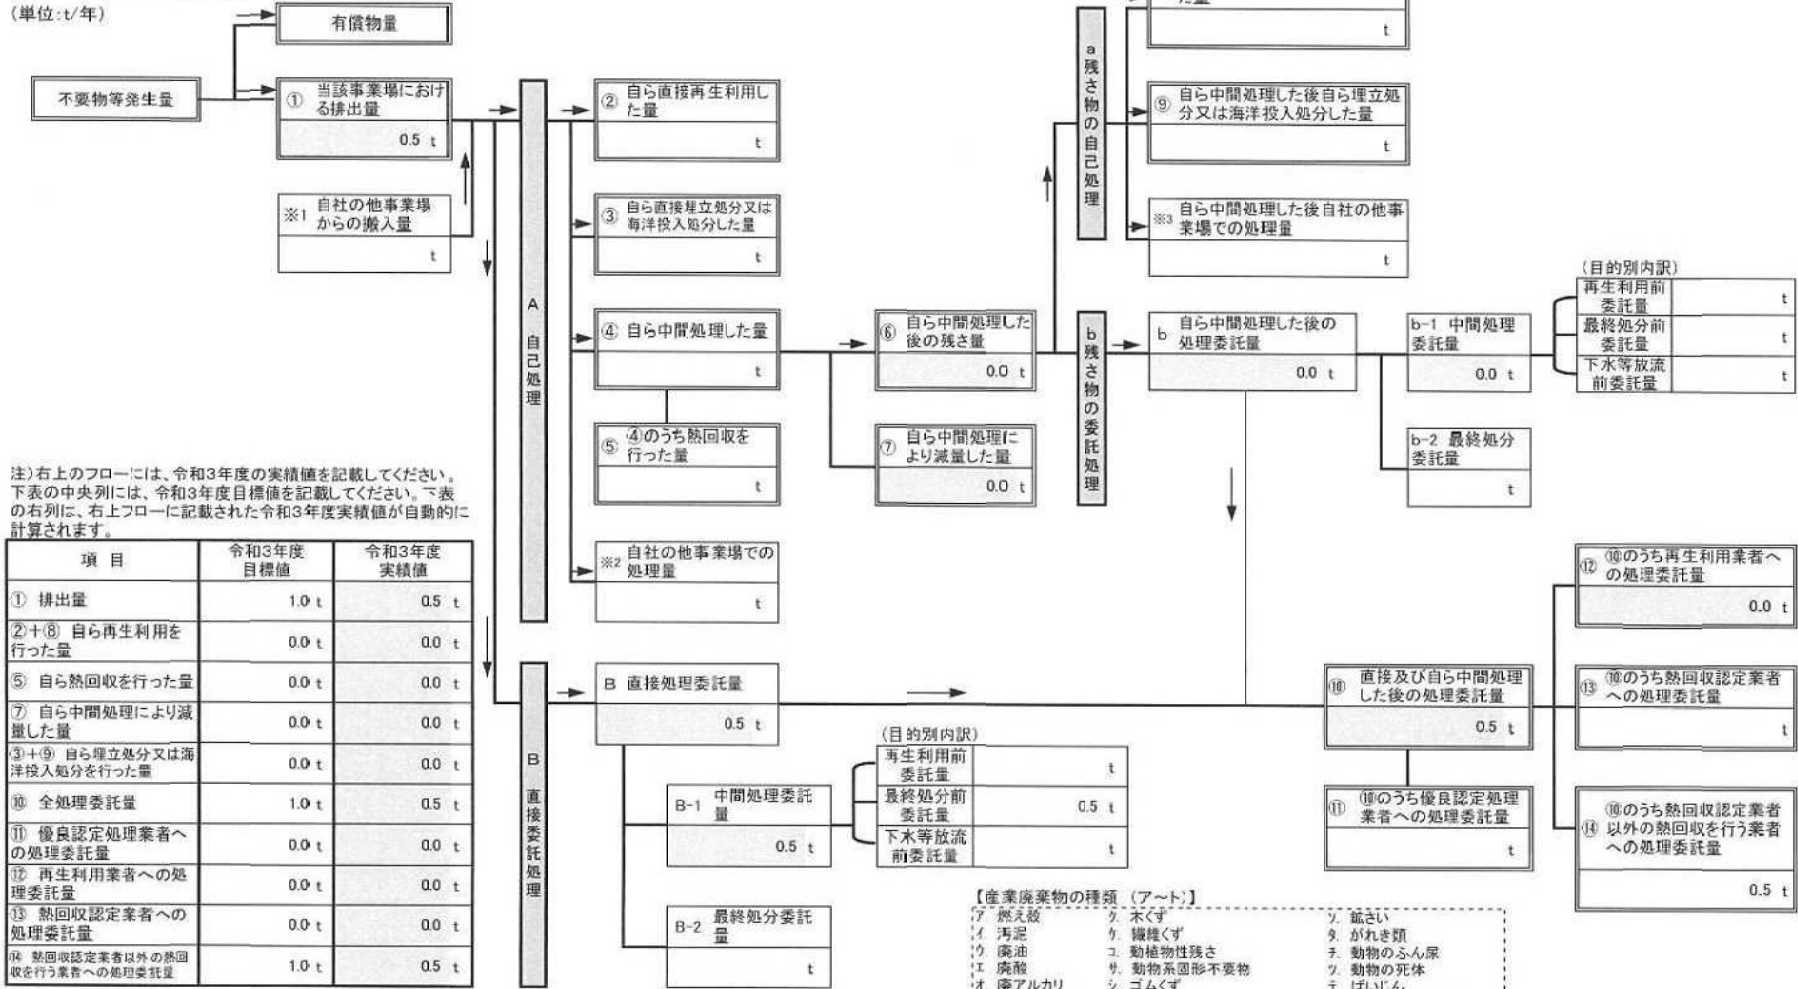 (単位:t/年)
有償物量
不要物等発生量
① 当該事業場におけ
る排出量
0.5 t
※1 自社の他事業場
からの搬入量
t
A 自己処理
② 自ら直接再生利用し
た量
t
③ 自ら直接埋立処分又は
海洋投入処分した量
t
④ 自ら中間処理した量
t
⑤ ④のうち熱回収を
行った量
t
※2 自社の他事業場での
処理量
t
⑥ 自ら中間処理した
後の残さ量
0.0 t
⑦ 自ら中間処理に
より減量した量
0.0 t
a 残さ物の自己処理
t
⑨ 自ら中間処理した後自ら埋立処
分又は海洋投入処分した量
t
※3 自ら中間処理した後自社の他事
業場での処理量
t
b 残さ物の委託処理
b 自ら中間処理した後の
処理委託量
0.0 t
b-1 中間処理
委託量
0.0 t
(目的別内訳)
再生利用前
委託量 t
最終処分前
委託量 t
下水等放流
前委託量 t
b-2 最終処分
委託量
t
注)右上のフローには、令和3年度の実績値を記載してください。
下表の中央列には、令和3年度目標値を記載してください。下表
の右列に、右上フローに記載された令和3年度実績値が自動的に
計算されます。
項 目 令和3年度 目標値 令和3年度 実績値
① 排出量 1.0 t 0.5 t
②+⑧ 自ら再生利用を
行った量 0.0 t 0.0 t
⑤ 自ら熱回収を行った量 0.0 t 0.0 t
⑦ 自ら中間処理により減
量した量 0.0 t 0.0 t
③+⑨ 自ら埋立処分又は海
洋投入処分を行った量 0.0 t 0.0 t
⑩ 全処理委託量 1.0 t 0.5 t
⑪ 優良認定処理業者へ
の処理委託量 0.0 t 0.0 t
⑫ 再生利用業者への処
理委託量 0.0 t 0.0 t
⑬ 熱回収認定業者への
処理委託量 0.0 t 0.0 t
⑭ 熱回収認定業者以外の熱回
収を行う業者への処理委託量 1.0 t 0.5 t
B 直接委託処理
B 直接処理委託量
0.5 t
B-1 中間処理委託
量
0.5 t
(目的別内訳)
再生利用前
委託量 t
最終処分前
委託量 0.5 t
下水等放流
前委託量 t
B-2 最終処分委託
量
t
⑩ 直接及び自ら中間処理
した後の処理委託量
0.5 t
⑪ ⑩のうち優良認定処理
業者への処理委託量
t
⑫ ⑩のうち再生利用業者へ
の処理委託量
0.0 t
⑬ ⑩のうち熱回収認定業者
への処理委託量
t
⑭ ⑩のうち熱回収認定業者
以外の熱回収を行う業者
への処理委託量
0.5 t
【産業廃棄物の種類 (ア~ト)】
ア 燃え殻 ク. 木くず ソ. 鉱さい
イ 汚泥 ケ. 繊維くず タ. がれき類
ウ 廃油 コ. 動植物性残さ チ. 動物のふん尿
エ 廃酸 サ. 動物系固形不要物 ツ. 動物の死体
オ 廃アルカリ シ. ゴムくず テ. ばいじん